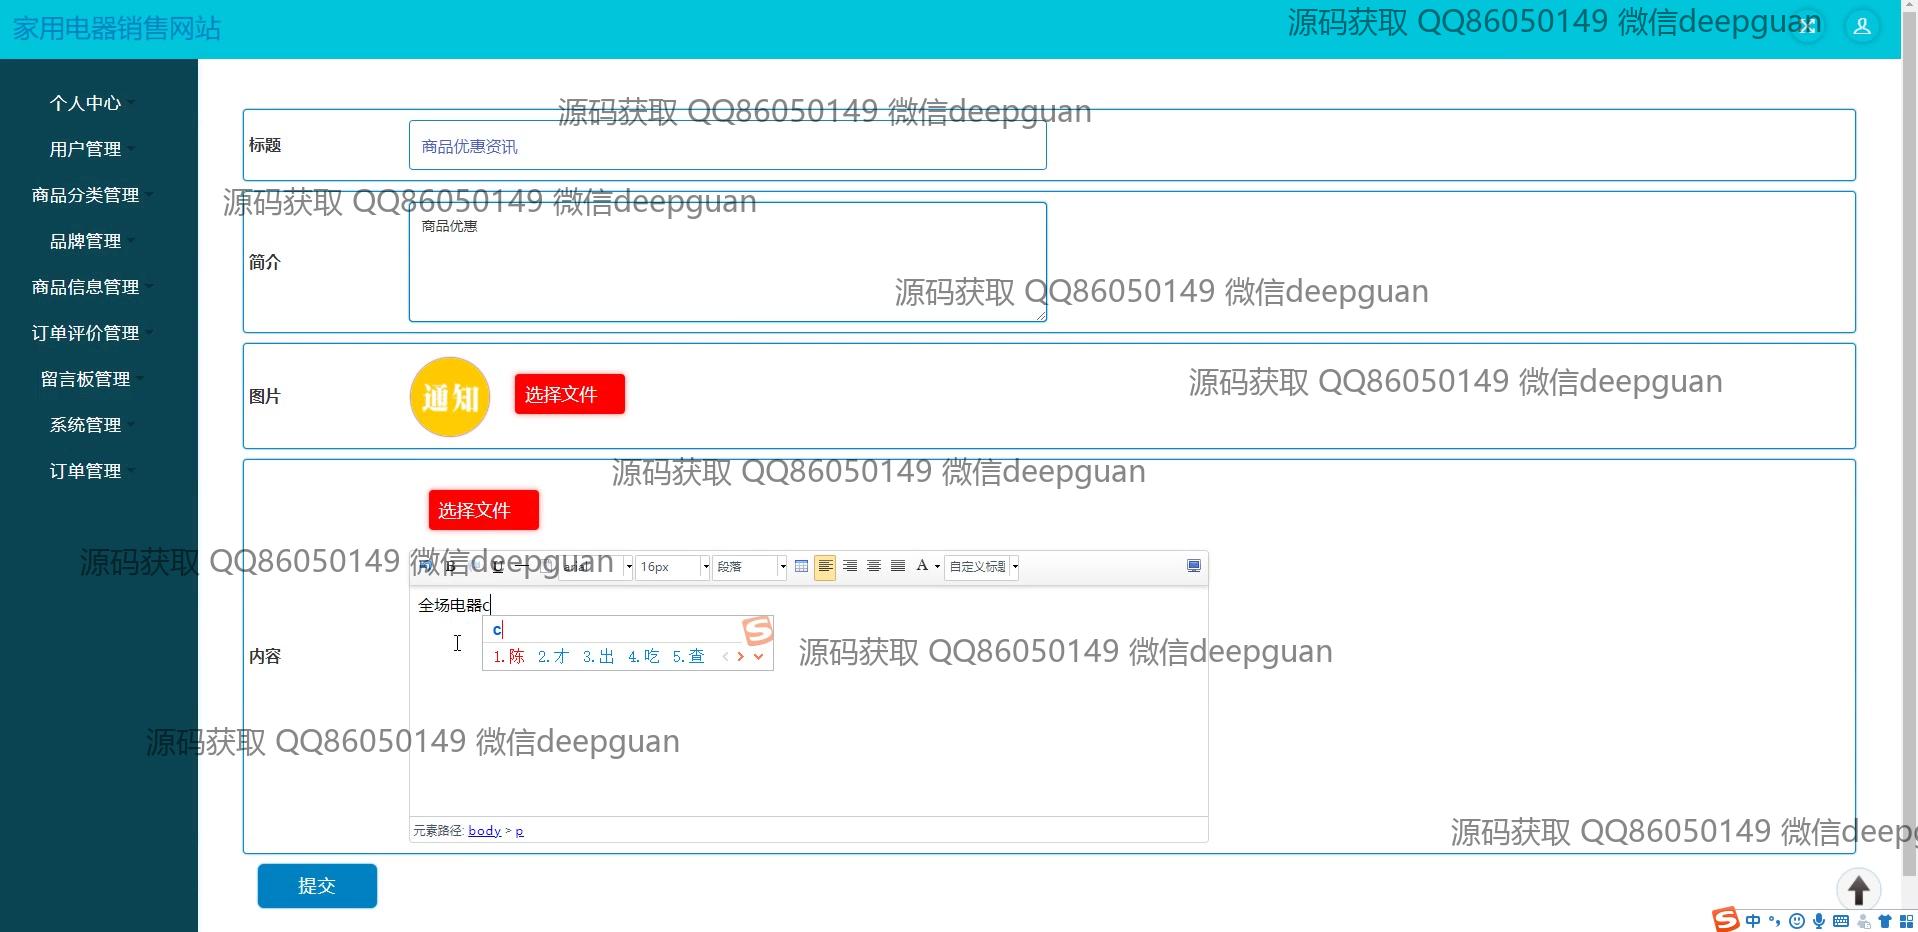 家用电器销售网站
源码获取 QQ86050149 微信deepguan
个人中心
用户管理
商品分类管理
品牌管理
商品信息管理
订单评价管理
留言板管理
系统管理
订单管理
源码获取 QQ86050149 微信deepguan
标题
商品优惠资讯
源码获取 QQ86050149 微信deepguan
商品优惠
简介
源码获取 QQ86050149 微信deepguan
图片
通知
选择文件
源码获取 QQ86050149 微信deepguan
源码获取 QQ86050149 微信deepguan
选择文件
源码获取 QQ86050149 微信deepguan
B U arial 16px 段落 A 自定义标题
全场电器c
c
1.陈 2.才 3.出 4.吃 5.查
内容
源码获取 QQ86050149 微信deepguan
源码获取 QQ86050149 微信deepguan
元素路径: body > p
源码获取 QQ86050149 微信deepg
提交
S 中